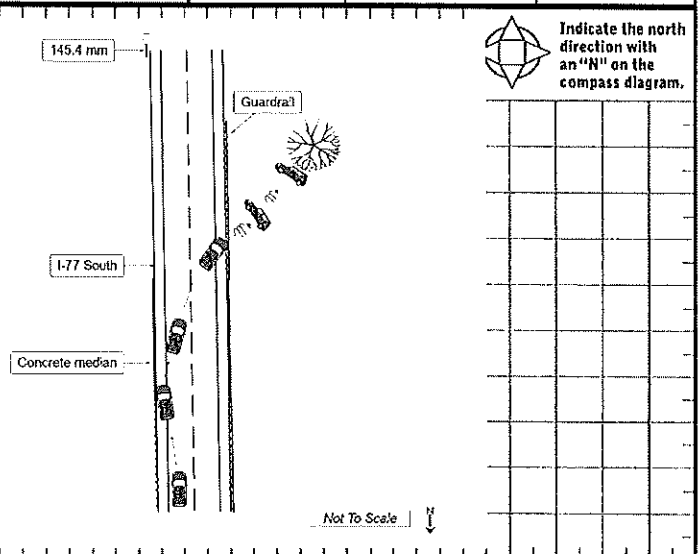 145.4 mm
Guardrail
I-77 South
Concrete median
Not To Scale
N
Indicate the north
direction with
an "N" on the
compass diagram.